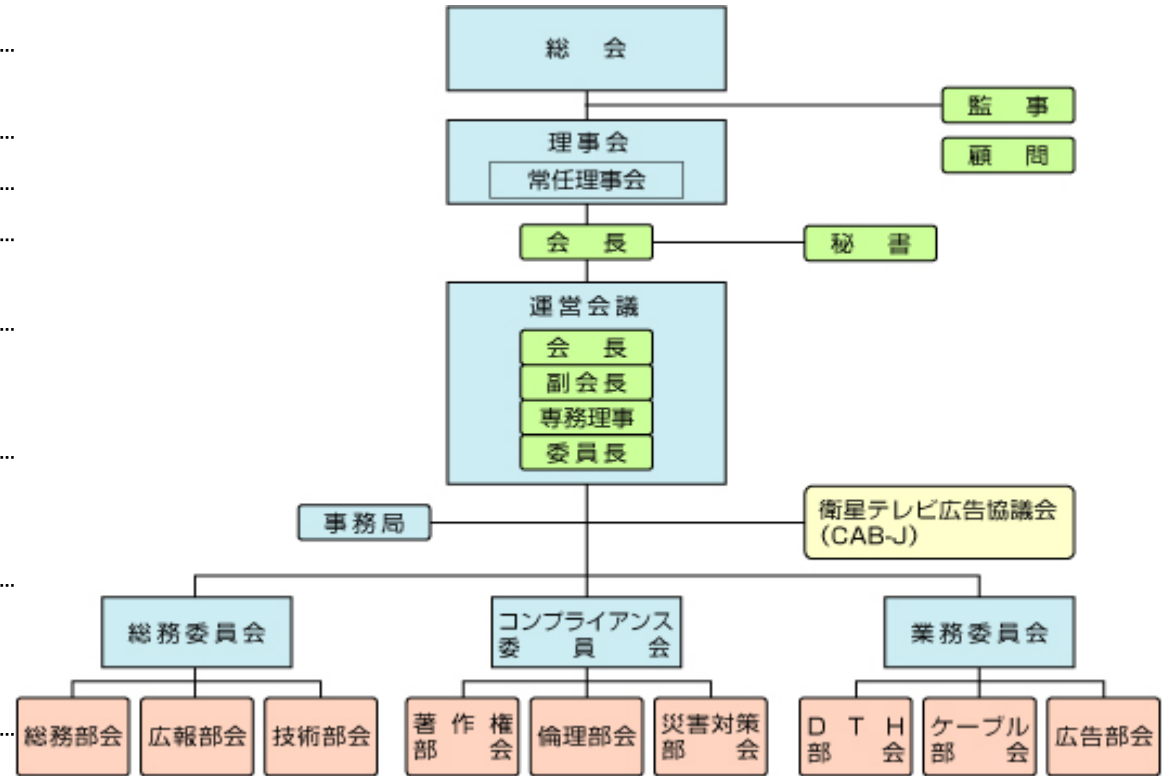 ...
総会
監事
...
理事会
顧問
...
常任理事会
...
会長
秘書
運営会議
...
会長
副会長
専務理事
...
委員長
事務局
衛星テレビ広告協議会
(CAB-J)
...
総務委員会
コンプライアンス
委員会
業務委員会
...
総務部会
広報部会
技術部会
著作権
部会
倫理部会
災害対策
部会
DTH
部会
ケーブル
部会
広告部会